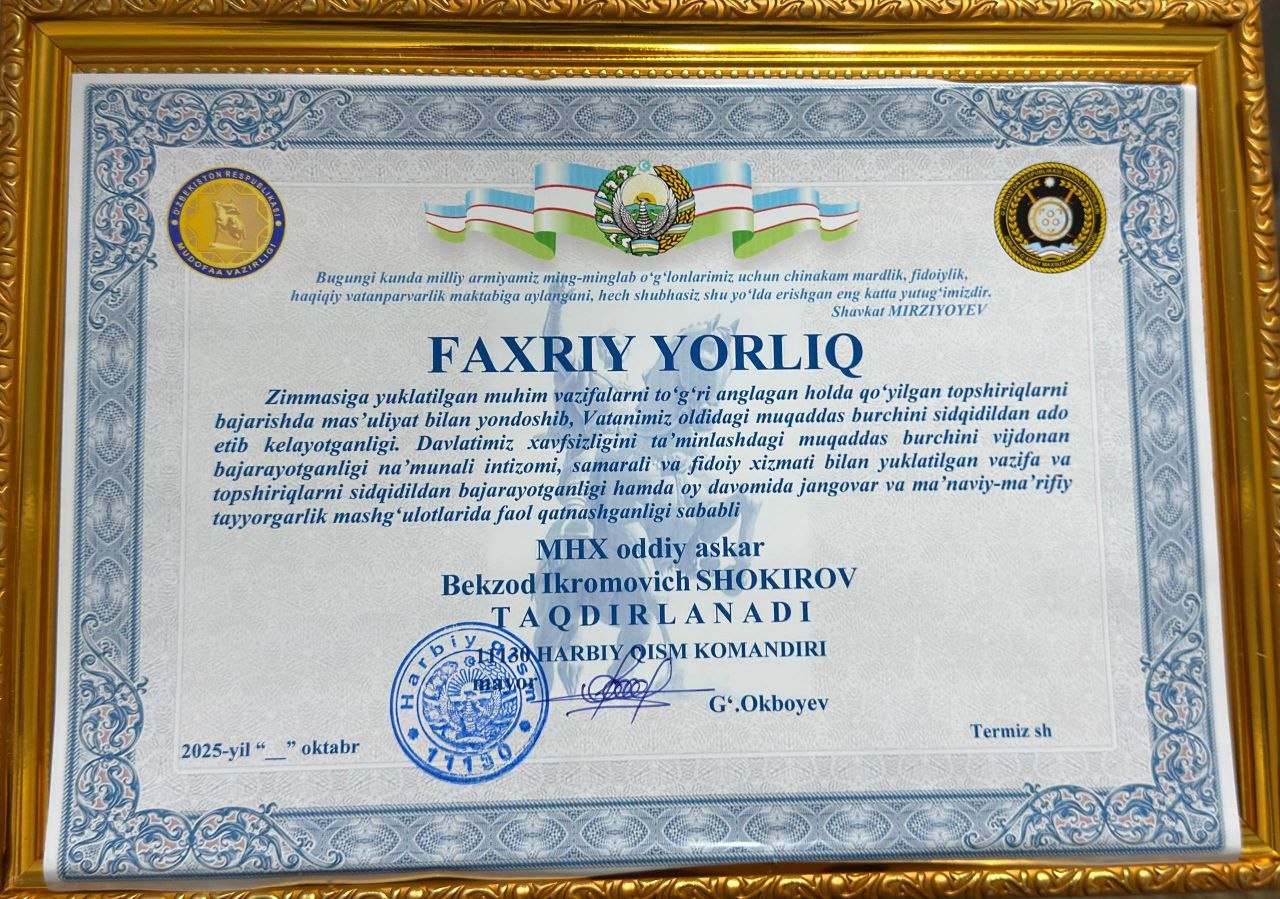 O‘ZBEKISTON RESPUBLIKASI
MUDOFAA VAZIRLIGI
Bugungi kunda milliy armiyamiz ming-minglab o‘g‘lonlarimiz uchun chinakam mardlik, fidoiylik,
haqiqiy vatanparvarlik maktabiga aylangani, hech shubhasiz shu yo‘lda erishgan eng katta yutug‘imizdir.
Shavkat MIRZIYOYEV
FAXRIY YORLIQ
Zimmasiga yuklatilgan muhim vazifalarni to‘g‘ri anglagan holda qo‘yilgan topshiriqlarni
bajarishda mas’uliyat bilan yondoshib, Vatanimiz oldidagi muqaddas burchini sidqidildan ado
etib kelayotganligi. Davlatimiz xavfsizligini ta’minlashdagi muqaddas burchini vijdonan
bajarayotganligi na’munali intizomi, samarali va fidoiy xizmati bilan yuklatilgan vazifa va
topshiriqlarni sidqidildan bajarayotganligi hamda oy davomida jangovar va ma’naviy-ma’rifiy
tayyorgarlik mashg‘ulotlarida faol qatnashganligi sababli
MHX oddiy askar
Bekzod Ikromovich SHOKIROV
TAQDIRLANADI
11130 HARBIY QISM KOMANDIRI
mayor
G‘.Okboyev
Harbiy Qism
11130
2025-yil “__” oktabr
Termiz sh